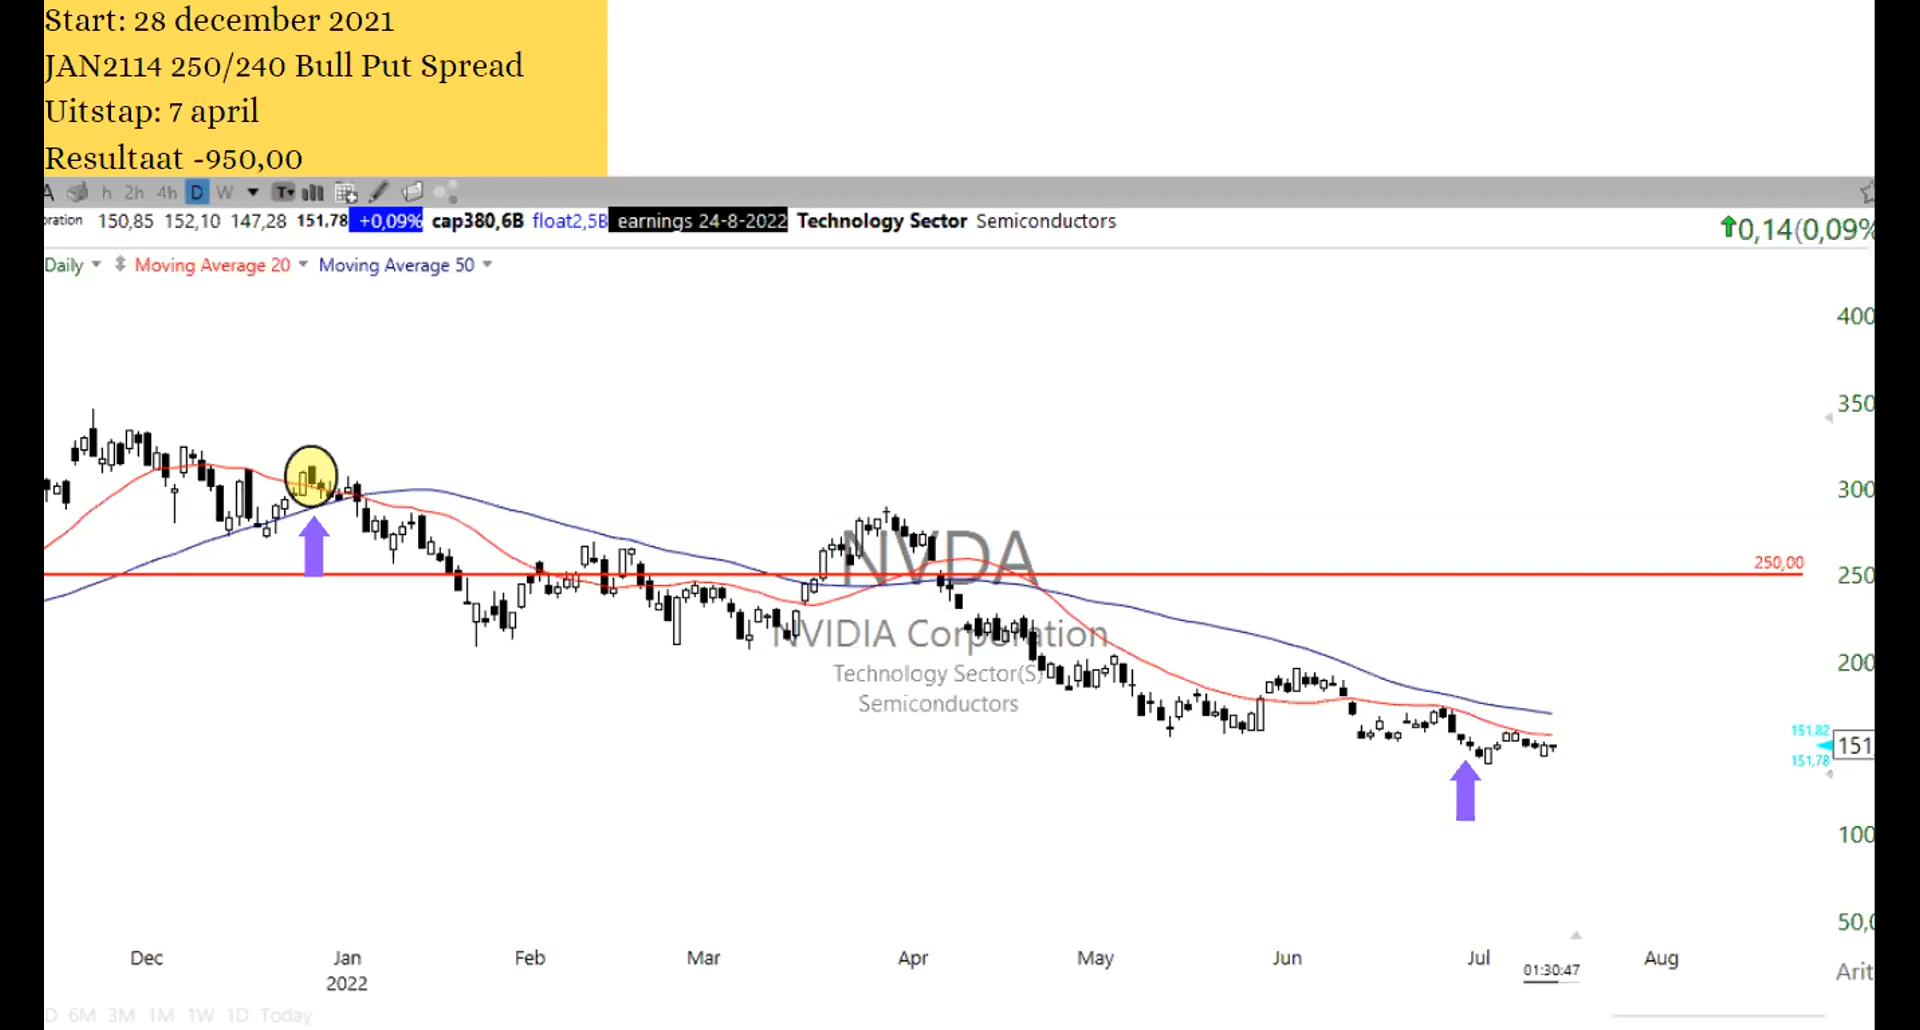 Start: 28 december 2021
JAN2114 250/240 Bull Put Spread
Uitstap: 7 april
Resultaat -950,00
A h 2h 4h D W T
oration 150,85 152,10 147,28 151,78 +0,09% cap380,6B float2,5B earnings 24-8-2022 Technology Sector Semiconductors
0,14(0,09%
Daily Moving Average 20 Moving Average 50
400
350
300
NVDA
250,00
250
NVIDIA Corporation
Technology Sector(S)
200
Semiconductors
151,82
151
151,78
100
50,0
Dec Jan Feb Mar Apr May Jun Jul Aug
2022
01:30:47
Arit
D 6M 3M 1M 1W 1D Today